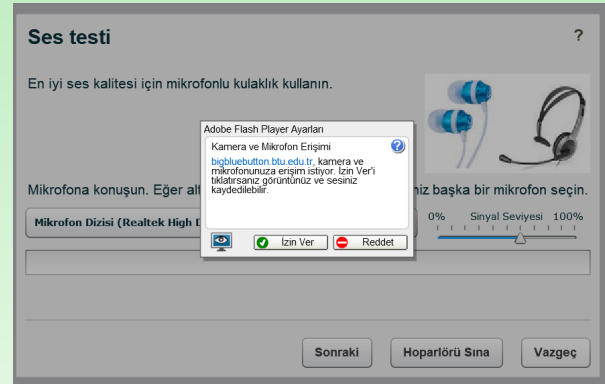 Ses testi
?
En iyi ses kalitesi için mikrofonlu kulaklık kullanın.
Adobe Flash Player Ayarları
Kamera ve Mikrofon Erişimi
?
bigbluebutton.btu.edu.tr, kamera ve
mikrofonunuza erişim istiyor. İzin Ver'i
tıklatırsanız görüntünüz ve sesiniz
kaydedilebilir.
İzin Ver
Reddet
Mikrofona konuşun. Eğer alt
başka bir mikrofon seçin.
Mikrofon Dizisi (Realtek High
0% Sinyal Seviyesi 100%
Sonraki
Hoparlörü Sına
Vazgeç